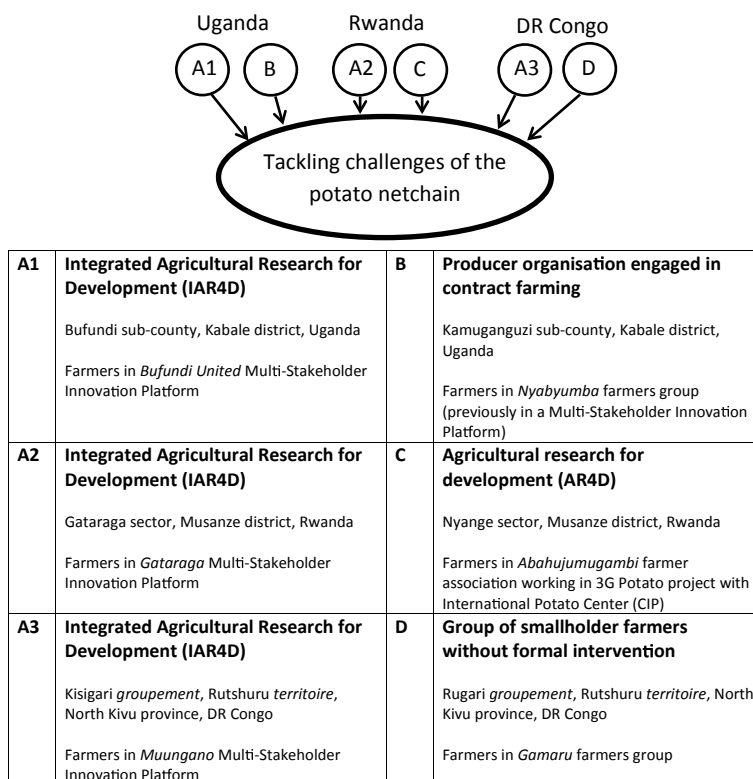 Uganda Rwanda DR Congo
A1 B A2 C A3 D
Tackling challenges of the
potato netchain
A1
Integrated Agricultural Research for
Development (IAR4D)
Bufundi sub-county, Kabale district, Uganda
Farmers in Bufundi United Multi-Stakeholder
Innovation Platform
B
Producer organisation engaged in
contract farming
Kamuganguzi sub-county, Kabale district,
Uganda
Farmers in Nyabyumba farmers group
(previously in a Multi-Stakeholder Innovation
Platform)
A2
Integrated Agricultural Research for
Development (IAR4D)
Gataraga sector, Musanze district, Rwanda
Farmers in Gataraga Multi-Stakeholder
Innovation Platform
C
Agricultural research for
development (AR4D)
Nyange sector, Musanze district, Rwanda
Farmers in Abahujumugambi farmer
association working in 3G Potato project with
International Potato Center (CIP)
A3
Integrated Agricultural Research for
Development (IAR4D)
Kisigari groupement, Rutshuru territoire,
North Kivu province, DR Congo
Farmers in Muungano Multi-Stakeholder
Innovation Platform
D
Group of smallholder farmers
without formal intervention
Rugari groupement, Rutshuru territoire, North
Kivu province, DR Congo
Farmers in Gamaru farmers group